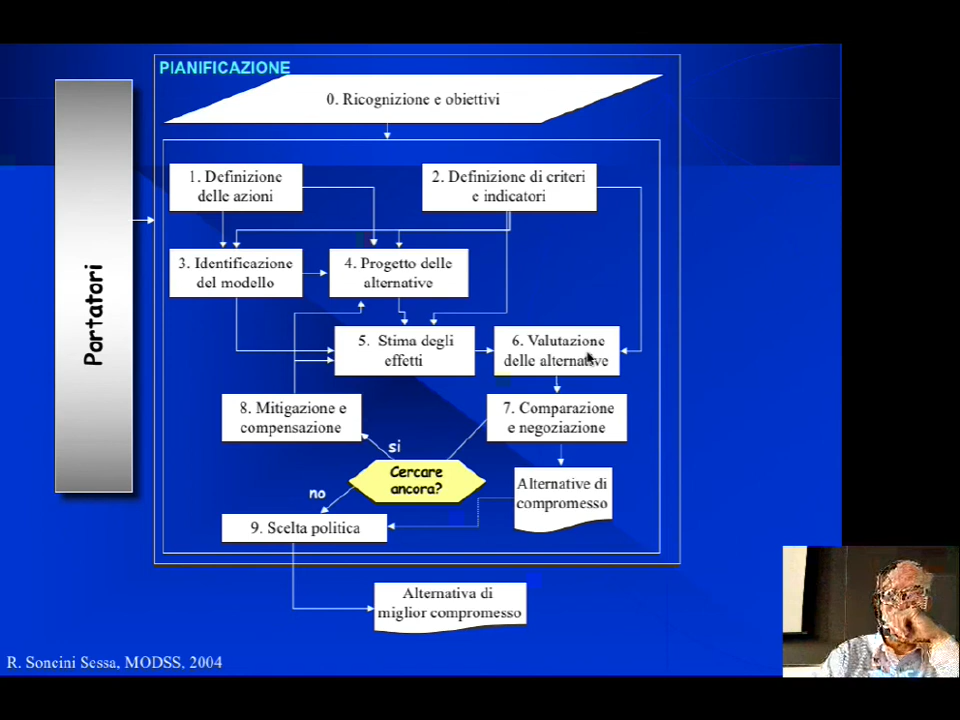 PIANIFICAZIONE
0. Ricognizione e obiettivi
Portatori
1. Definizione
delle azioni
2. Definizione di criteri
e indicatori
3. Identificazione
del modello
4. Progetto delle
alternative
5. Stima degli
effetti
6. Valutazione
delle alternative
8. Mitigazione e
compensazione
7. Comparazione
e negoziazione
si
Cercare
ancora?
no
Alternative di
compromesso
9. Scelta politica
Alternativa di
miglior compromesso
R. Soncini Sessa, MODSS, 2004